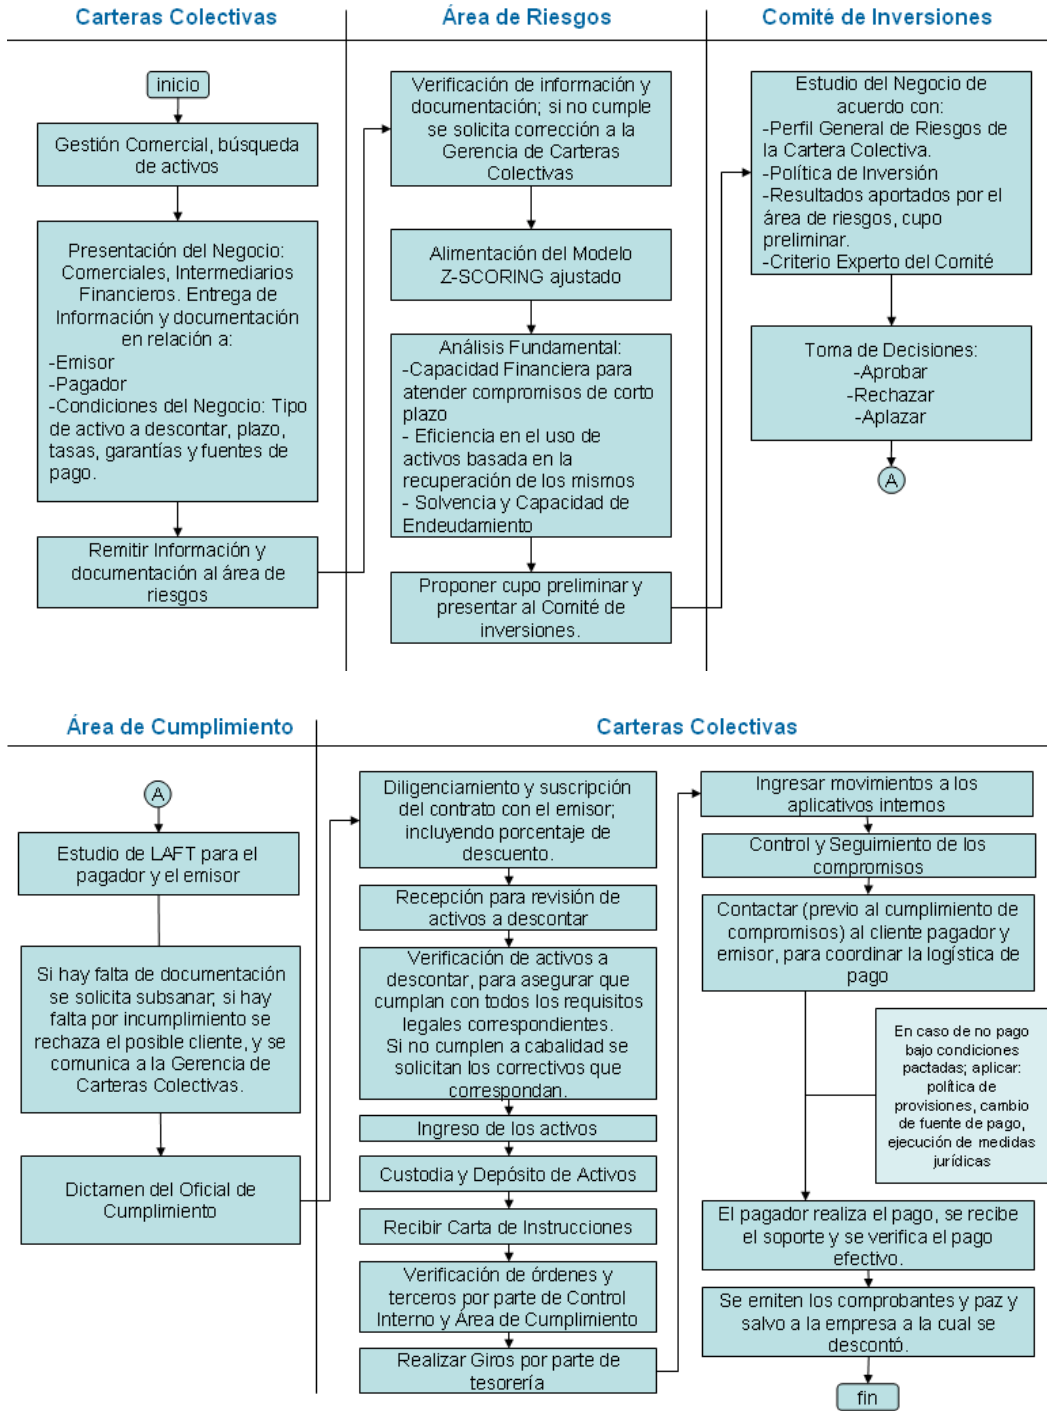 Carteras Colectivas
inicio
Gestión Comercial, búsqueda
de activos
Presentación del Negocio:
Comerciales, Intermediarios
Financieros. Entrega de
Información y documentación
en relación a:
-Emisor
-Pagador
-Condiciones del Negocio: Tipo
de activo a descontar, plazo,
tasas, garantías y fuentes de
pago.
Remitir Información y
documentación al área de
riesgos
Área de Riesgos
Verificación de información y
documentación; si no cumple
se solicita corrección a la
Gerencia de Carteras
Colectivas
Alimentación del Modelo
Z-SCORING ajustado
Análisis Fundamental:
-Capacidad Financiera para
atender compromisos de corto
plazo
- Eficiencia en el uso de
activos basada en la
recuperación de los mismos
- Solvencia y Capacidad de
Endeudamiento
Proponer cupo preliminar y
presentar al Comité de
inversiones.
Comité de Inversiones
Estudio del Negocio de
acuerdo con:
-Perfil General de Riesgos de
la Cartera Colectiva.
-Política de Inversión
-Resultados aportados por el
área de riesgos, cupo
preliminar.
-Criterio Experto del Comité
Toma de Decisiones:
-Aprobar
-Rechazar
-Aplazar
A
Área de Cumplimiento
A
Estudio de LAFT para el
pagador y el emisor
Si hay falta de documentación
se solicita subsanar; si hay
falta por incumplimiento se
rechaza el posible cliente, y se
comunica a la Gerencia de
Carteras Colectivas.
Dictamen del Oficial de
Cumplimiento
Carteras Colectivas
Diligenciamiento y suscripción
del contrato con el emisor;
incluyendo porcentaje de
descuento.
Recepción para revisión de
activos a descontar
Verificación de activos a
descontar, para asegurar que
cumplan con todos los requisitos
legales correspondientes.
Si no cumplen a cabalidad se
solicitan los correctivos que
correspondan.
Ingreso de los activos
Custodia y Depósito de Activos
Recibir Carta de Instrucciones
Verificación de órdenes y
terceros por parte de Control
Interno y Área de Cumplimiento
Realizar Giros por parte de
tesorería
Ingresar movimientos a los
aplicativos internos
Control y Seguimiento de los
compromisos
Contactar (previo al cumplimiento de
compromisos) al cliente pagador y
emisor, para coordinar la logística de
pago
En caso de no pago
bajo condiciones
pactadas; aplicar:
política de
provisiones, cambio
de fuente de pago,
ejecución de medidas
jurídicas
El pagador realiza el pago, se recibe
el soporte y se verifica el pago
efectivo.
Se emiten los comprobantes y paz y
salvo a la empresa a la cual se
descontó.
fin